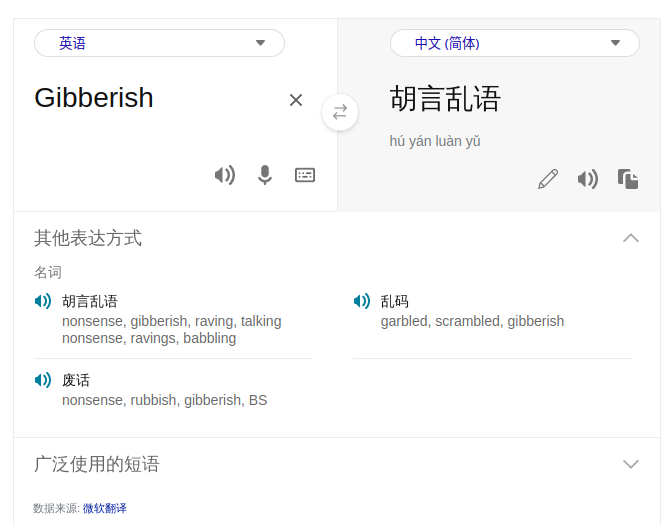 英语
中文 (简体)
Gibberish
胡言乱语
hú yán luàn yǔ
其他表达方式
名词
胡言乱语
nonsense, gibberish, raving, talking
nonsense, ravings, babbling
乱码
garbled, scrambled, gibberish
废话
nonsense, rubbish, gibberish, BS
广泛使用的短语
数据来源: 微软翻译